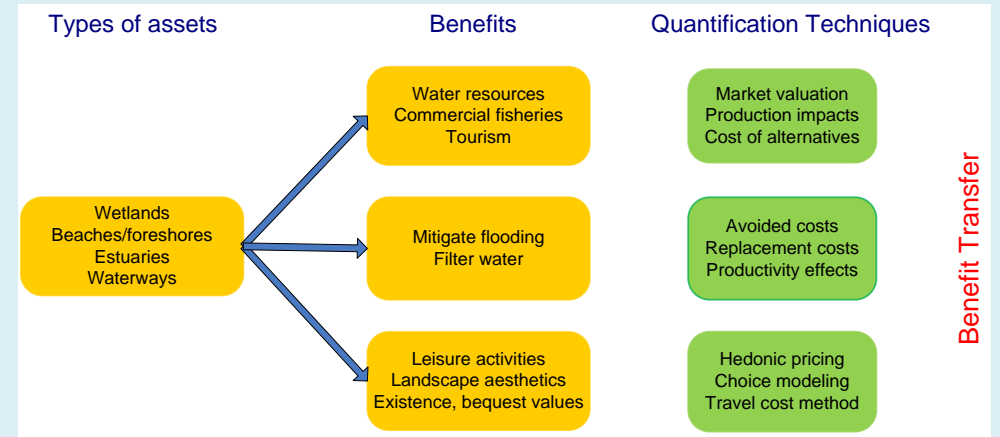 Types of assets
Benefits
Quantification Techniques
Wetlands
Beaches/foreshores
Estuaries
Waterways
Water resources
Commercial fisheries
Tourism
Mitigate flooding
Filter water
Leisure activities
Landscape aesthetics
Existence, bequest values
Market valuation
Production impacts
Cost of alternatives
Avoided costs
Replacement costs
Productivity effects
Hedonic pricing
Choice modeling
Travel cost method
Benefit Transfer